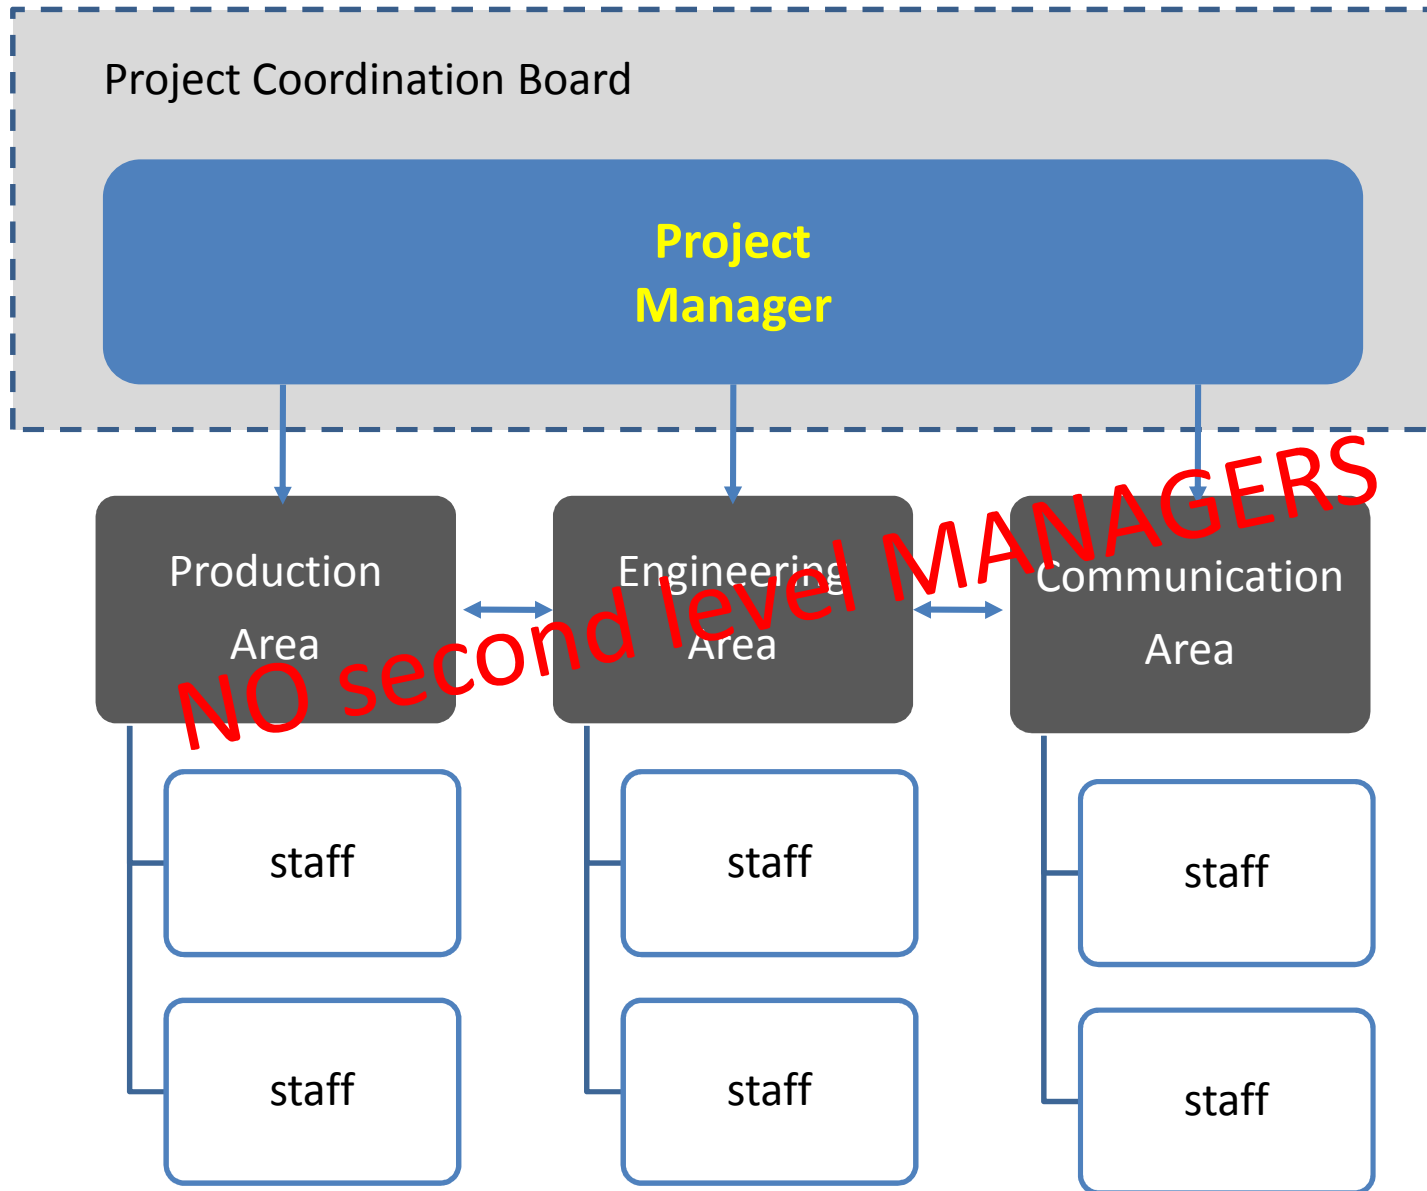 Project Coordination Board
Project
Manager
NO second level MANAGERS
Production
Area
Engineering
Area
Communication
Area
staff
staff
staff
staff
staff
staff